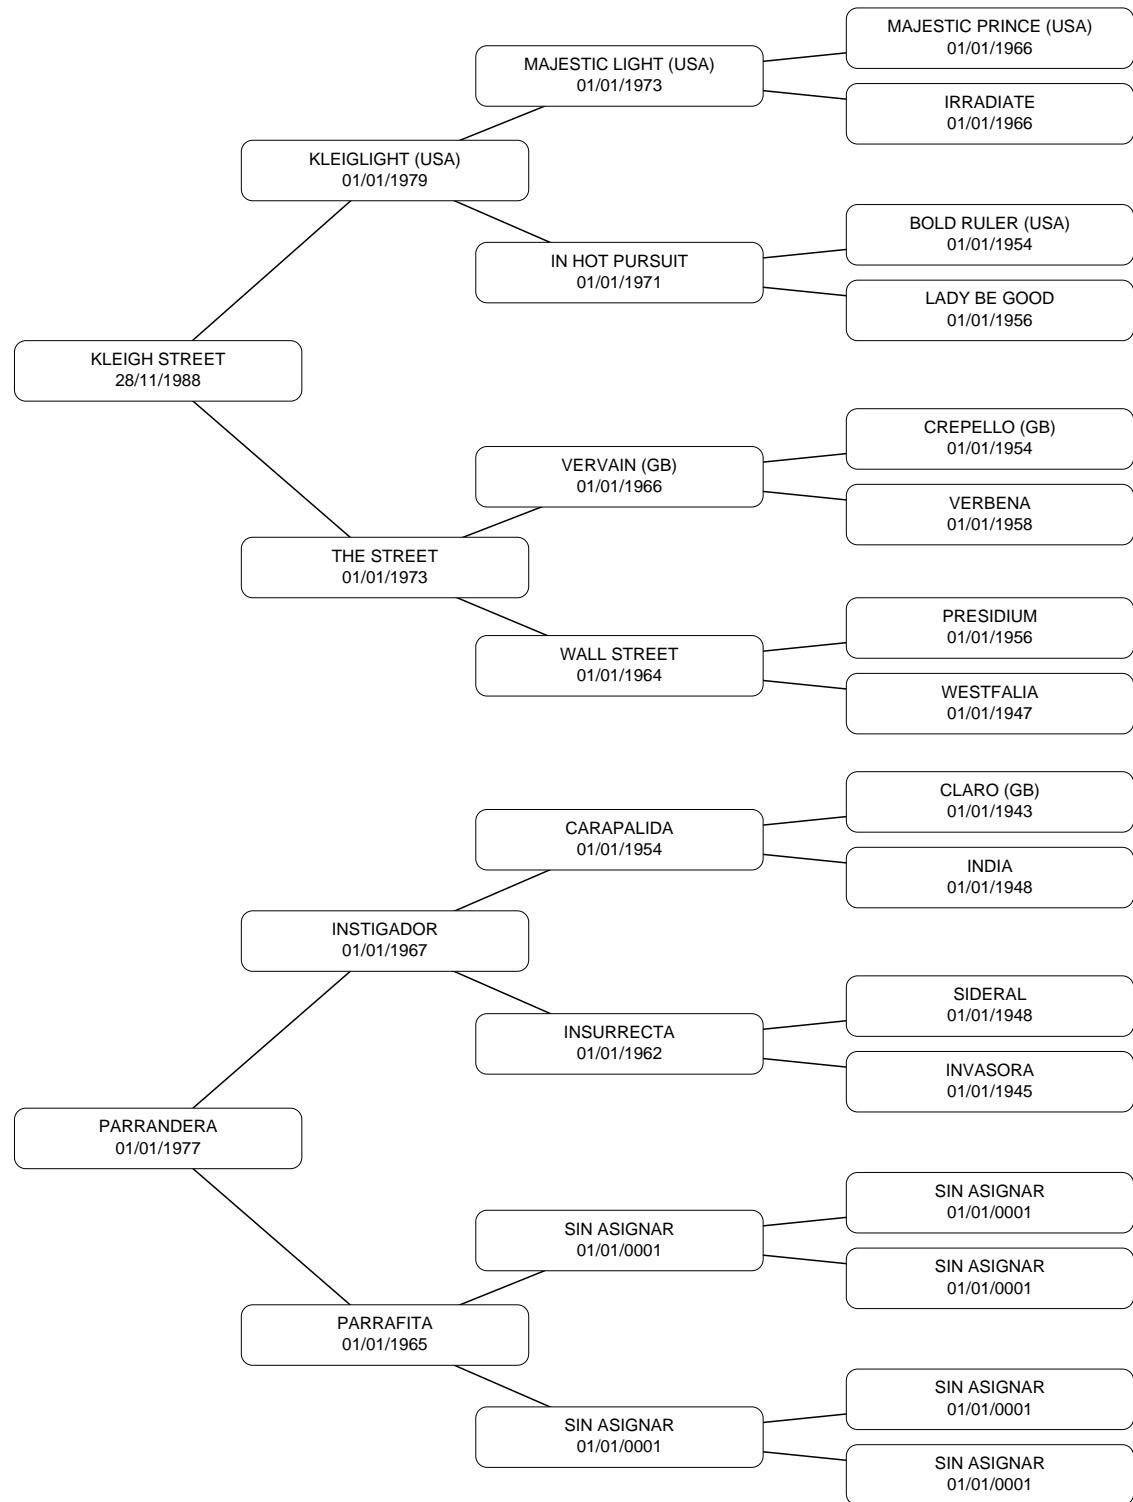 MAJESTIC PRINCE (USA)
01/01/1966
MAJESTIC LIGHT (USA)
01/01/1973
IRRADIATE
01/01/1966
KLEIGLIGHT (USA)
01/01/1979
BOLD RULER (USA)
01/01/1954
IN HOT PURSUIT
01/01/1971
LADY BE GOOD
01/01/1956
KLEIGH STREET
28/11/1988
CREPELLO (GB)
01/01/1954
VERVAIN (GB)
01/01/1966
VERBENA
01/01/1958
THE STREET
01/01/1973
PRESIDIUM
01/01/1956
WALL STREET
01/01/1964
WESTFALIA
01/01/1947
CLARO (GB)
01/01/1943
CARAPALIDA
01/01/1954
INDIA
01/01/1948
INSTIGADOR
01/01/1967
SIDERAL
01/01/1948
INSURRECTA
01/01/1962
INVASORA
01/01/1945
PARRANDERA
01/01/1977
SIN ASIGNAR
01/01/0001
SIN ASIGNAR
01/01/0001
SIN ASIGNAR
01/01/0001
PARRAFITA
01/01/1965
SIN ASIGNAR
01/01/0001
SIN ASIGNAR
01/01/0001
SIN ASIGNAR
01/01/0001